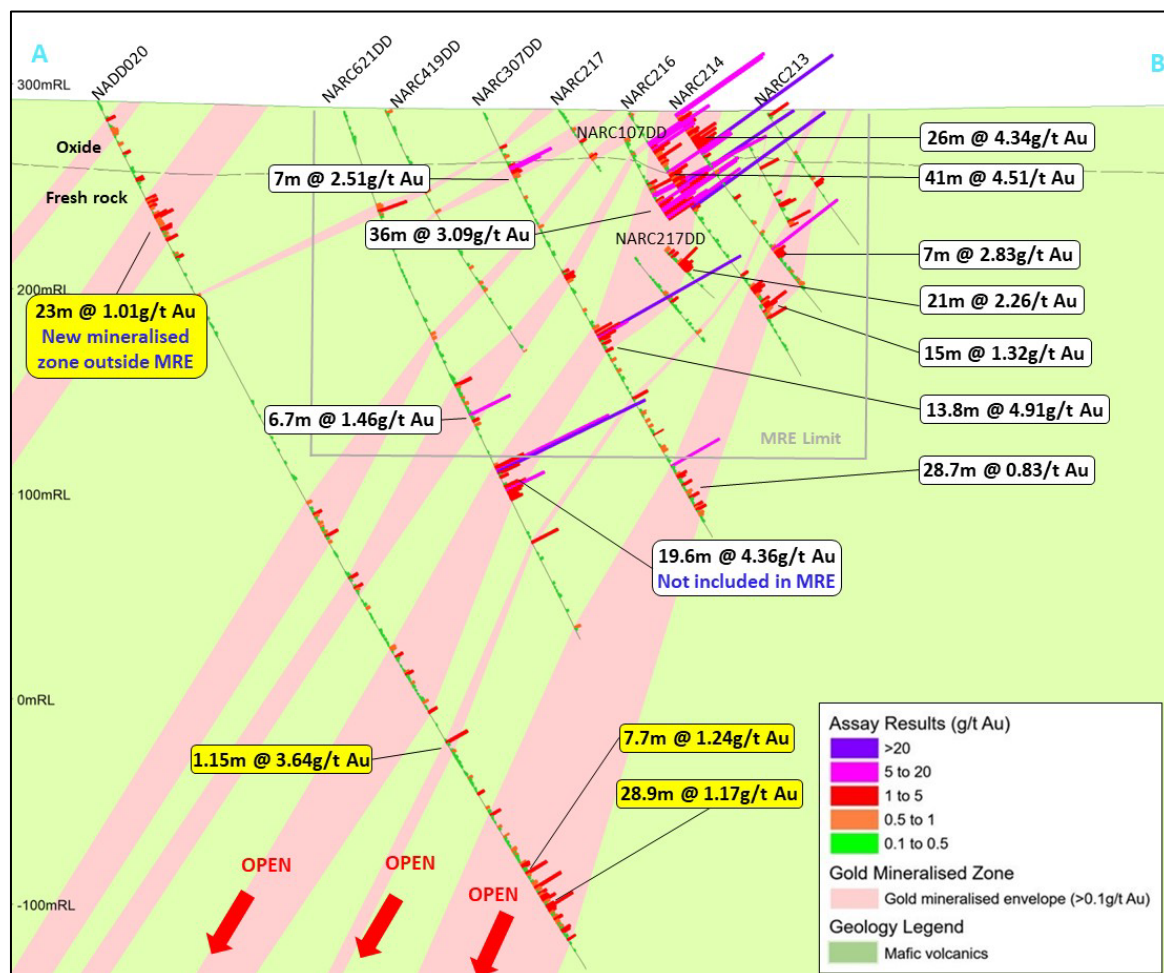 A
B
NADD020
NARC621DD
NARC419DD
NARC307DD
NARC217
NARC216
NARC214
NARC213
300mRL
NARC107DD
Oxide
26m @ 4.34g/t Au
7m @ 2.51g/t Au
41m @ 4.51/t Au
Fresh rock
36m @ 3.09g/t Au
NARC217DD
7m @ 2.83g/t Au
200mRL
21m @ 2.26/t Au
23m @ 1.01g/t Au
New mineralised
zone outside MRE
15m @ 1.32g/t Au
6.7m @ 1.46g/t Au
13.8m @ 4.91g/t Au
MRE Limit
28.7m @ 0.83/t Au
100mRL
19.6m @ 4.36g/t Au
Not included in MRE
0mRL
1.15m @ 3.64g/t Au
7.7m @ 1.24g/t Au
28.9m @ 1.17g/t Au
OPEN
OPEN
OPEN
-100mRL
Assay Results (g/t Au)
>20
5 to 20
1 to 5
0.5 to 1
0.1 to 0.5
Gold Mineralised Zone
Gold mineralised envelope (>0.1g/t Au)
Geology Legend
Mafic volcanics